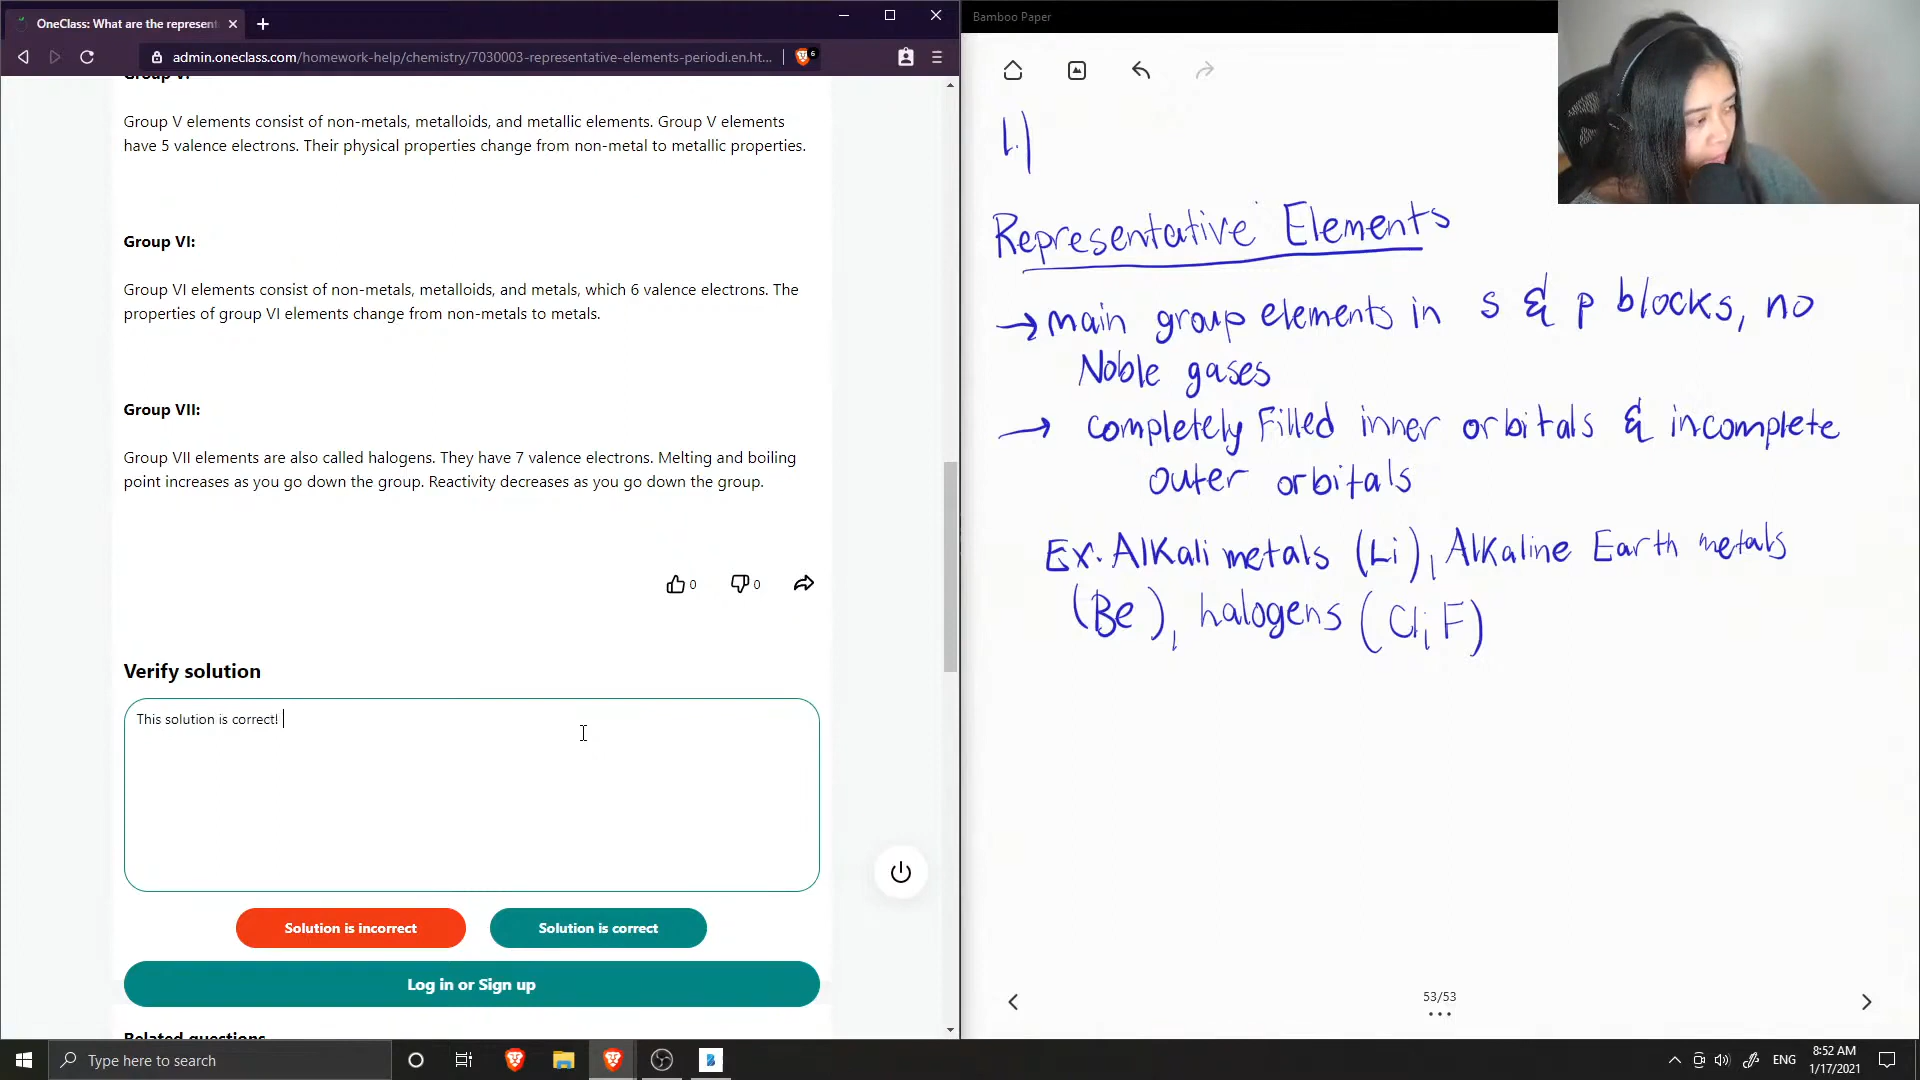 OneClass: What are the represent
admin.oneclass.com/homework-help/chemistry/7030003-representative-elements-periodi.en.ht...
6
Group V elements consist of non-metals, metalloids, and metallic elements. Group V elements
have 5 valence electrons. Their physical properties change from non-metal to metallic properties.
Group VI:
Group VI elements consist of non-metals, metalloids, and metals, which 6 valence electrons. The
properties of group VI elements change from non-metals to metals.
Group VII:
Group VII elements are also called halogens. They have 7 valence electrons. Melting and boiling
point increases as you go down the group. Reactivity decreases as you go down the group.
0 0
Verify solution
This solution is correct!
Solution is incorrect Solution is correct
Log in or Sign up
Related questions
Bamboo Paper
1.)
Representative Elements
→ main group elements in s & p blocks, no
Noble gases
→ completely Filled inner orbitals & incomplete
outer orbitals
Ex. Alkali metals (Li), Alkaline Earth metals
(Be), halogens (Cl, F)
53/53
Type here to search
ENG
8:52 AM
1/17/2021